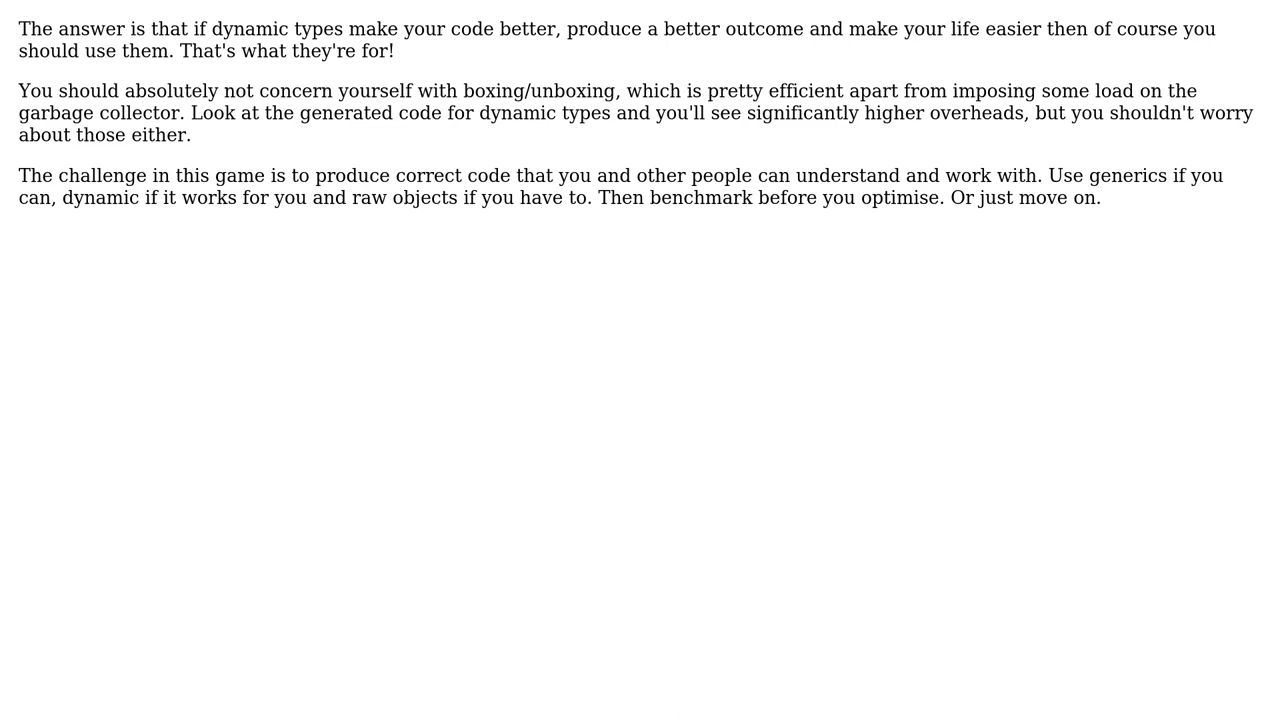 The answer is that if dynamic types make your code better, produce a better outcome and make your life easier then of course you
should use them. That's what they're for!
You should absolutely not concern yourself with boxing/unboxing, which is pretty efficient apart from imposing some load on the
garbage collector. Look at the generated code for dynamic types and you'll see significantly higher overheads, but you shouldn't worry
about those either.
The challenge in this game is to produce correct code that you and other people can understand and work with. Use generics if you
can, dynamic if it works for you and raw objects if you have to. Then benchmark before you optimise. Or just move on.